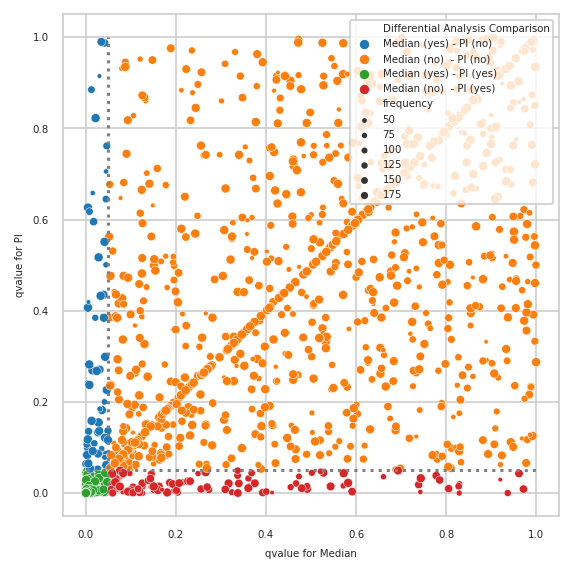 Differential Analysis Comparison
Median (yes) - PI (no)
Median (no) - PI (no)
Median (yes) - PI (yes)
Median (no) - PI (yes)
frequency
50
75
100
125
150
175
1.0
0.8
0.6
0.4
0.2
0.0
qvalue for PI
0.0 0.2 0.4 0.6 0.8 1.0
qvalue for Median